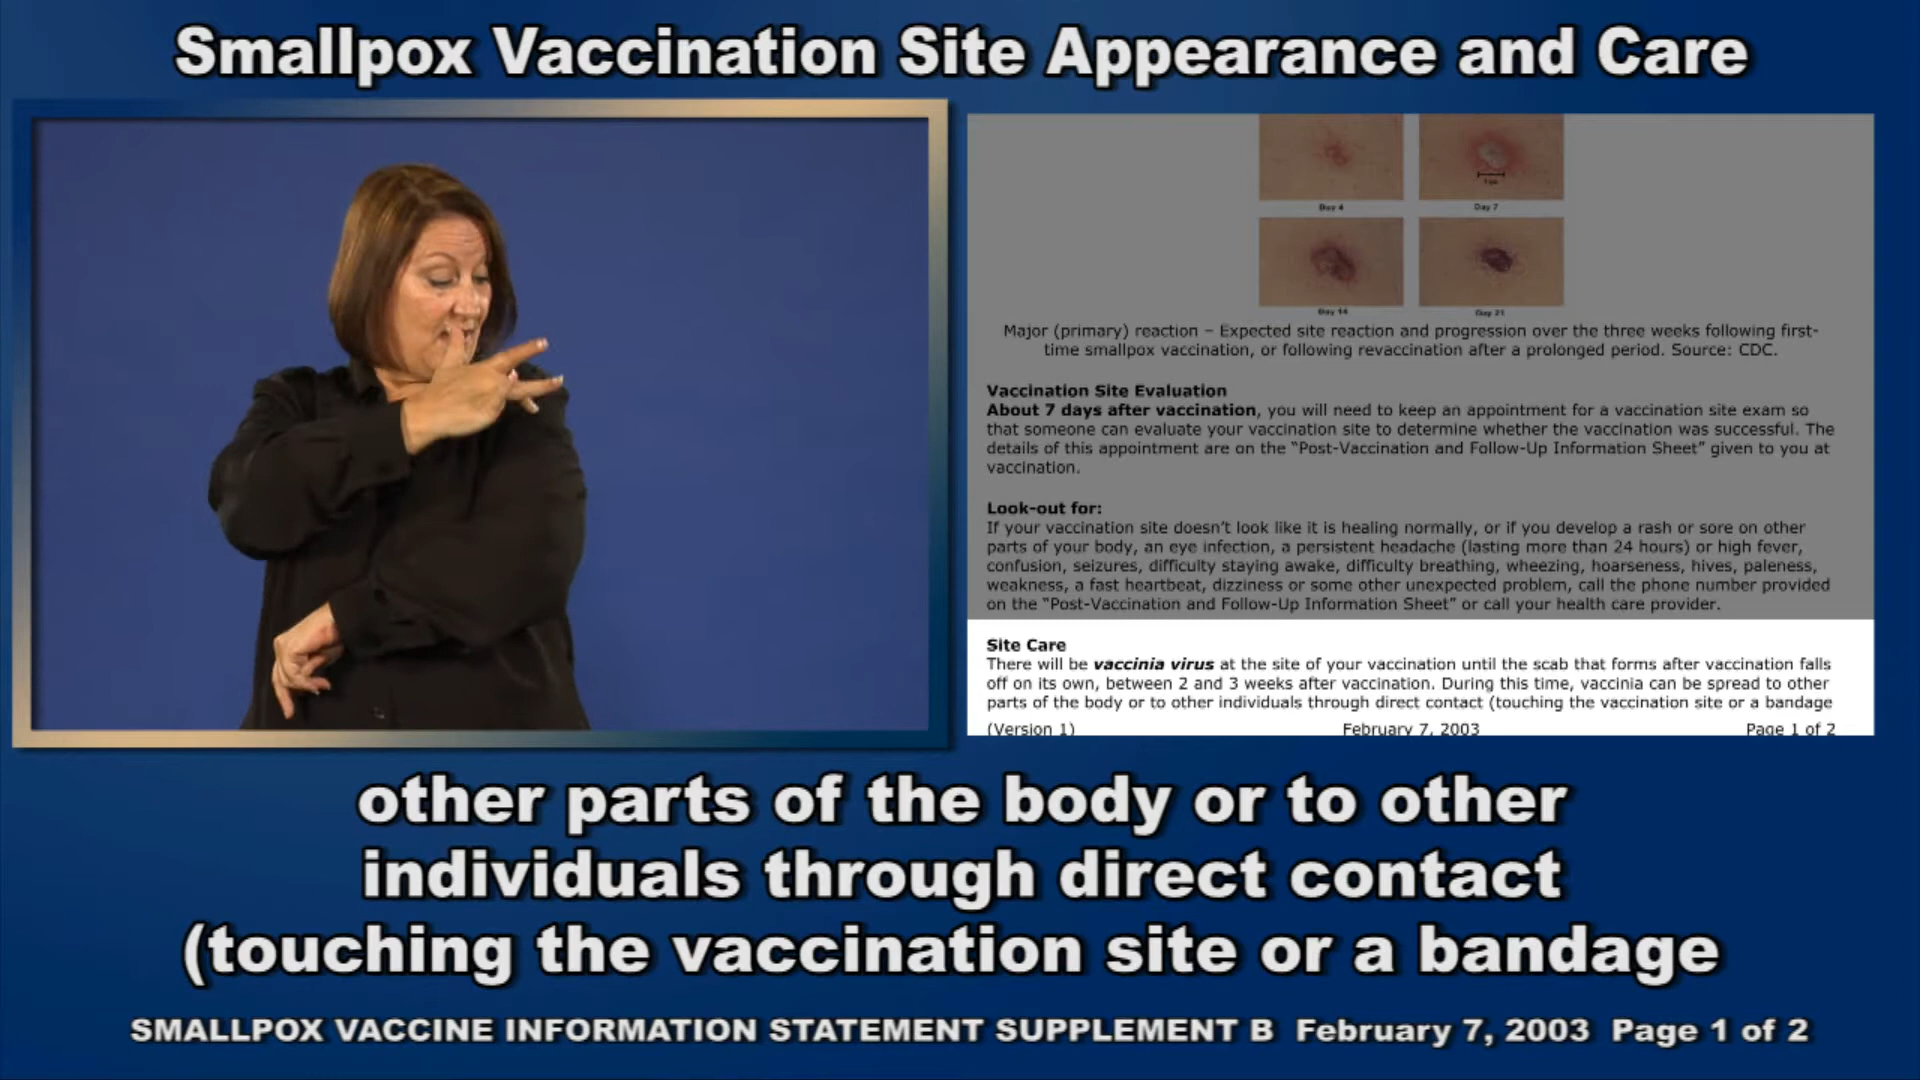 Smallpox Vaccination Site Appearance and Care
1 cm
Day 4
Day 7
Day 14
Day 21
Major (primary) reaction – Expected site reaction and progression over the three weeks following first-
time smallpox vaccination, or following revaccination after a prolonged period. Source: CDC.
Vaccination Site Evaluation
About 7 days after vaccination, you will need to keep an appointment for a vaccination site exam so
that someone can evaluate your vaccination site to determine whether the vaccination was successful. The
details of this appointment are on the “Post-Vaccination and Follow-Up Information Sheet” given to you at
vaccination.
Look-out for:
If your vaccination site doesn’t look like it is healing normally, or if you develop a rash or sore on other
parts of your body, an eye infection, a persistent headache (lasting more than 24 hours) or high fever,
confusion, seizures, difficulty staying awake, difficulty breathing, wheezing, hoarseness, hives, paleness,
weakness, a fast heartbeat, dizziness or some other unexpected problem, call the phone number provided
on the “Post-Vaccination and Follow-Up Information Sheet” or call your health care provider.
Site Care
There will be vaccinia virus at the site of your vaccination until the scab that forms after vaccination falls
off on its own, between 2 and 3 weeks after vaccination. During this time, vaccinia can be spread to other
parts of the body or to other individuals through direct contact (touching the vaccination site or a bandage
(Version 1) February 7, 2003 Page 1 of 2
other parts of the body or to other
individuals through direct contact
(touching the vaccination site or a bandage
SMALLPOX VACCINE INFORMATION STATEMENT SUPPLEMENT B February 7, 2003 Page 1 of 2